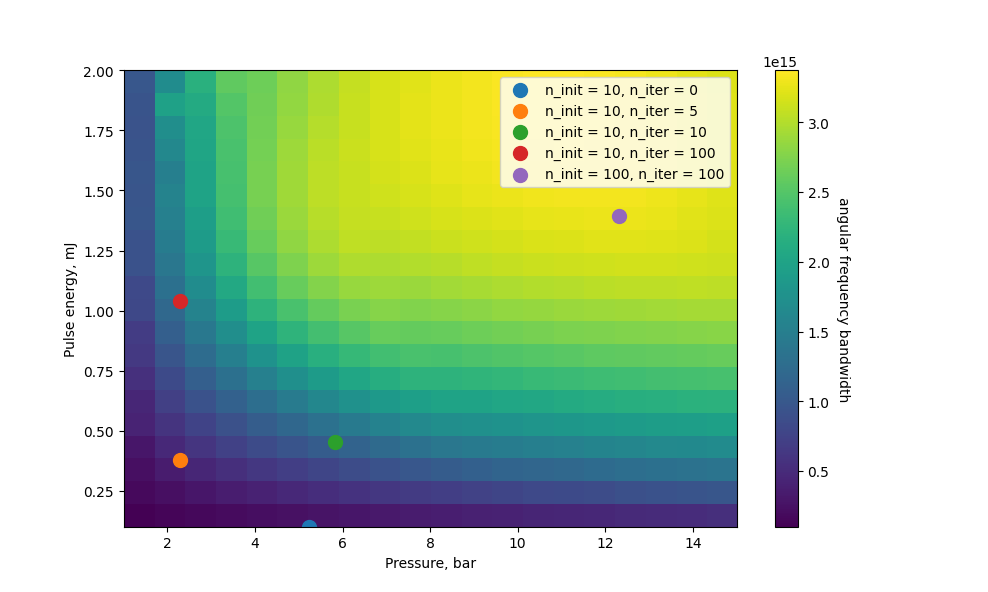 1e15
2.00
1.75
1.50
1.25
1.00
0.75
0.50
0.25
Pulse energy, mJ
n_init = 10, n_iter = 0
n_init = 10, n_iter = 5
n_init = 10, n_iter = 10
n_init = 10, n_iter = 100
n_init = 100, n_iter = 100
2 4 6 8 10 12 14
Pressure, bar
3.0
2.5
2.0
1.5
1.0
0.5
angular frequency bandwidth